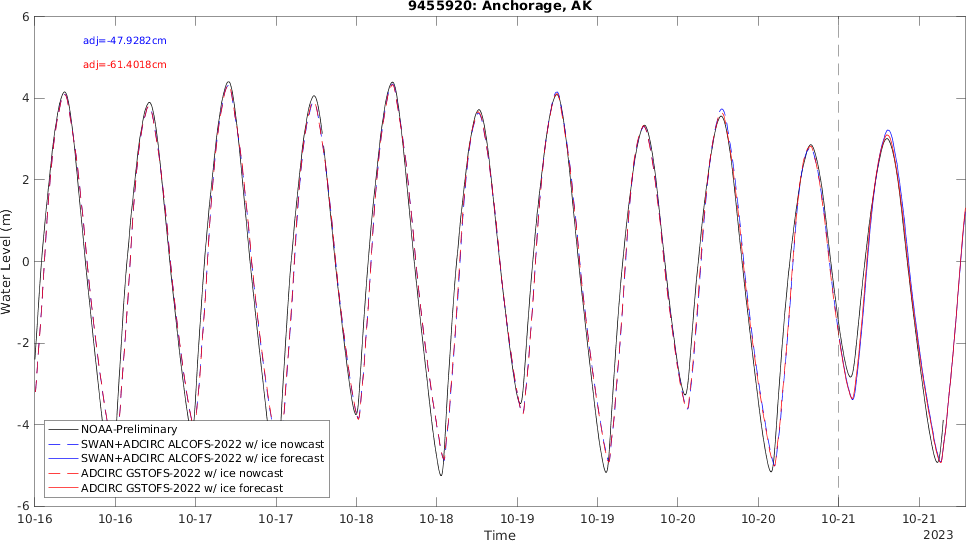 9455920: Anchorage, AK
adj=-47.9282cm
adj=-61.4018cm
6
4
2
0
-2
-4
-6
Water Level (m)
NOAA-Preliminary
SWAN+ADCIRC ALCOFS-2022 w/ ice nowcast
SWAN+ADCIRC ALCOFS-2022 w/ ice forecast
ADCIRC GSTOFS-2022 w/ ice nowcast
ADCIRC GSTOFS-2022 w/ ice forecast
10-16 10-16 10-17 10-17 10-18 10-18 10-19 10-19 10-20 10-20 10-21 10-21
Time
2023